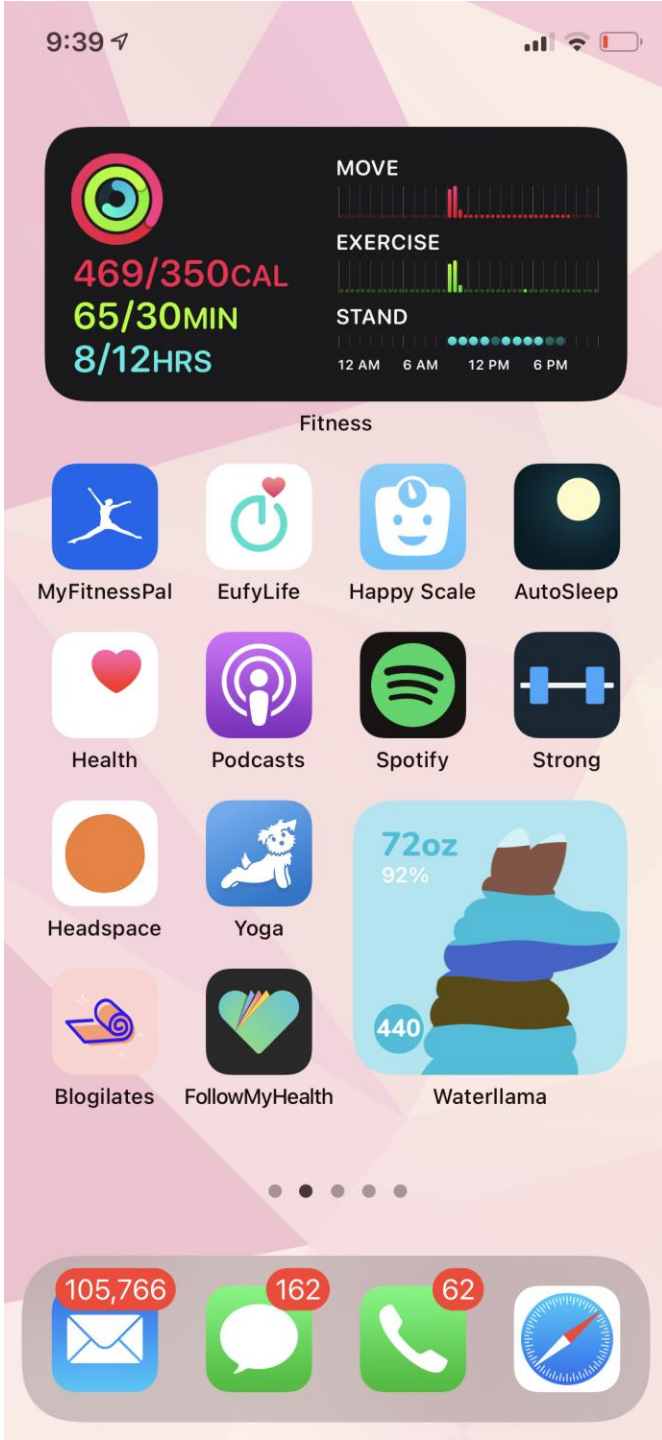 9:39
MOVE
EXERCISE
STAND
12 AM 6 AM 12 PM 6 PM
469/350CAL
65/30MIN
8/12HRS
Fitness
MyFitnessPal EufyLife Happy Scale AutoSleep
Health Podcasts Spotify Strong
72oz
92%
440
Headspace Yoga
Blogilates FollowMyHealth Waterllama
105,766 162 62